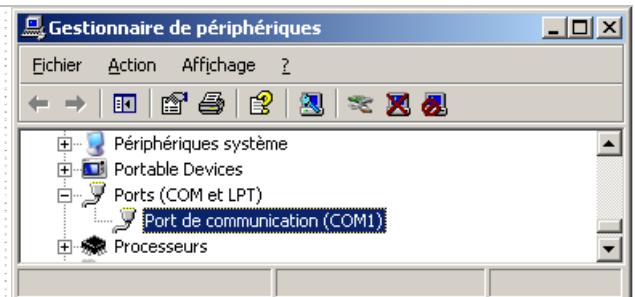 Gestionnaire de périphériques
Fichier Action Affichage ?
Périphériques système
Portable Devices
Ports (COM et LPT)
Port de communication (COM1)
Processeurs